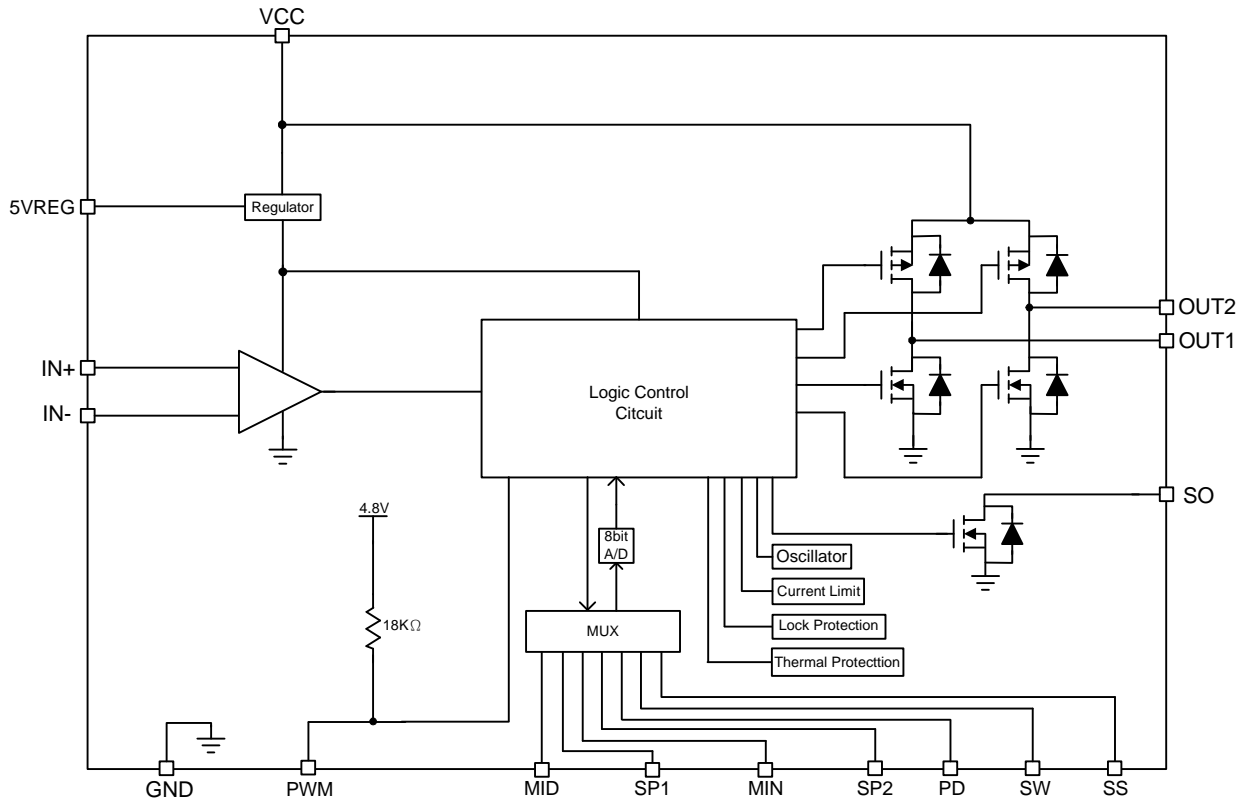 VCC
5VREG
Regulator
OUT2
OUT1
IN+
IN-
Logic Control
Citcuit
SO
4.8V
8bit
A/D
Oscillator
Current Limit
18KΩ
MUX
Lock Protection
Thermal Protecttion
GND
PWM
MID
SP1
MIN
SP2
PD
SW
SS